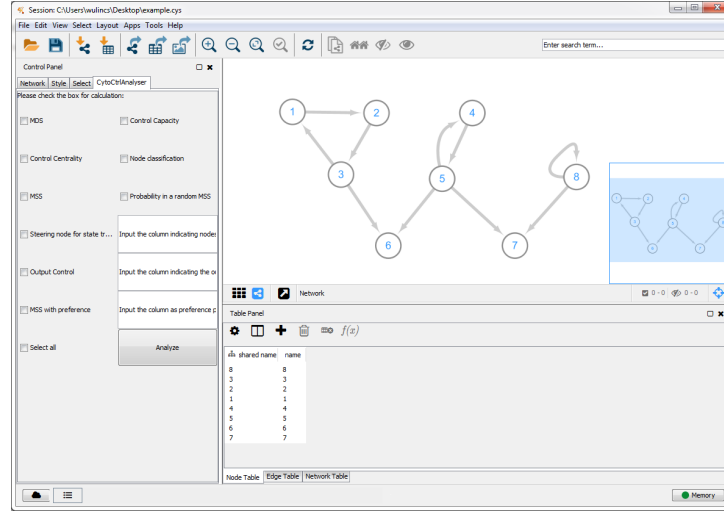 Session: C:\Users\wulincs\Desktop\example.cys
File Edit View Select Layout Apps Tools Help
Enter search term...
Control Panel
Network Style Select CytoCtrlAnalyser
Please check the box for calculation:
MDS Control Capacity
Control Centrality Node classification
MSS Probability in a random MSS
Steering node for state tr... Input the column indicating nodes
Output Control Input the column indicating the ou
MSS with preference Input the column as preference p
Select all Analyze
1 2 4
3 5 8
6 7
Network
0 - 0 0 - 0
Table Panel
f(x)
shared name name
8 8
3 3
2 2
1 1
4 4
5 5
6 6
7 7
Node Table Edge Table Network Table
Memory